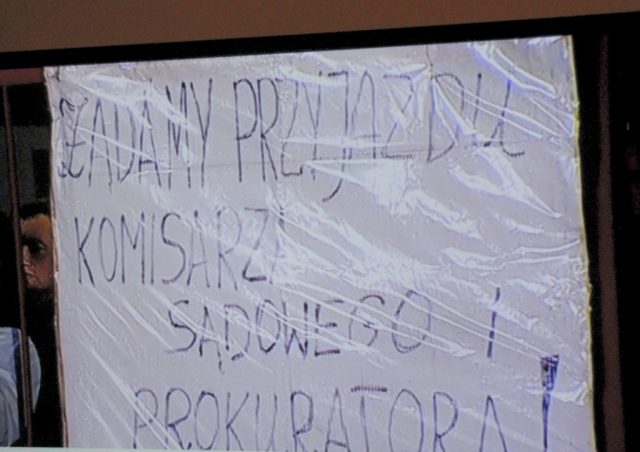 ŻĄDAMY PRZYJAZDU
KOMISARZA
SĄDOWEGO I
PROKURATORA!